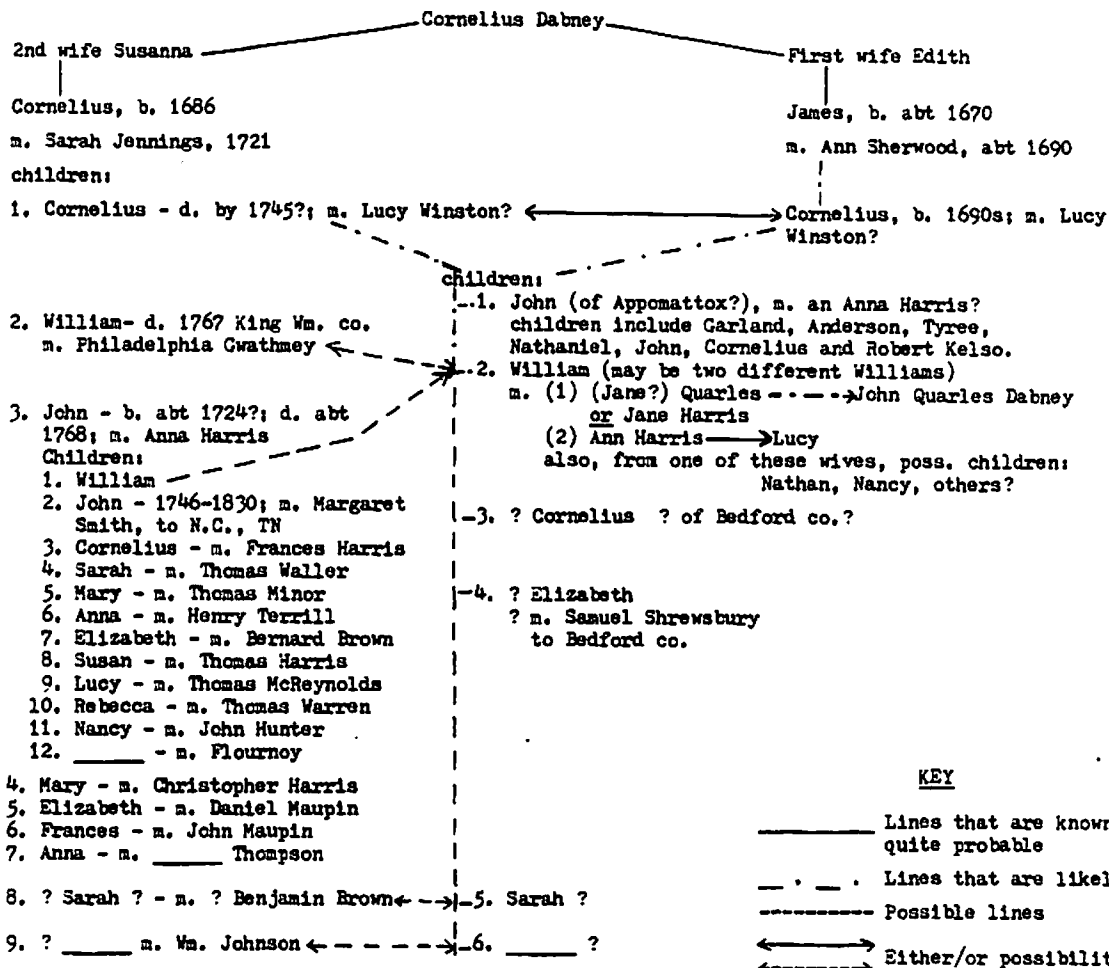 Cornelius Dabney
2nd wife Susanna
First wife Edith
Cornelius, b. 1686
m. Sarah Jennings, 1721
children:
James, b. abt 1670
m. Ann Sherwood, abt 1690
1. Cornelius - d. by 1745?; m. Lucy Winston?
Cornelius, b. 1690s; m. Lucy
Winston?
2. William- d. 1767 King Wm. co.
m. Philadelphia Gwathmey
3. John - b. abt 1724?; d. abt
1768; m. Anna Harris
Children:
1. William
2. John - 1746-1830; m. Margaret
Smith, to N.C., TN
3. Cornelius - m. Frances Harris
4. Sarah - m. Thomas Waller
5. Mary - m. Thomas Minor
6. Anna - m. Henry Terrill
7. Elizabeth - m. Bernard Brown
8. Susan - m. Thomas Harris
9. Lucy - m. Thomas McReynolds
10. Rebecca - m. Thomas Warren
11. Nancy - m. John Hunter
12. ______ - m. Flournoy
4. Mary - m. Christopher Harris
5. Elizabeth - m. Daniel Maupin
6. Frances - m. John Maupin
7. Anna - m. ______ Thompson
8. ? Sarah ? - m. ? Benjamin Brown
9. ? ______ m. Wm. Johnson
children:
1. John (of Appomattox?), m. an Anna Harris?
children include Garland, Anderson, Tyree,
Nathaniel, John, Cornelius and Robert Kelso.
2. William (may be two different Williams)
m. (1) (Jane?) Quarles John Quarles Dabney
or Jane Harris
(2) Ann Harris Lucy
also, from one of these wives, poss. children:
Nathan, Nancy, others?
3. ? Cornelius ? of Bedford co.?
4. ? Elizabeth
? m. Samuel Shrewsbury
to Bedford co.
5. Sarah ?
6. ______ ?
KEY
Lines that are known
quite probable
Lines that are likel
Possible lines
Either/or possibilit